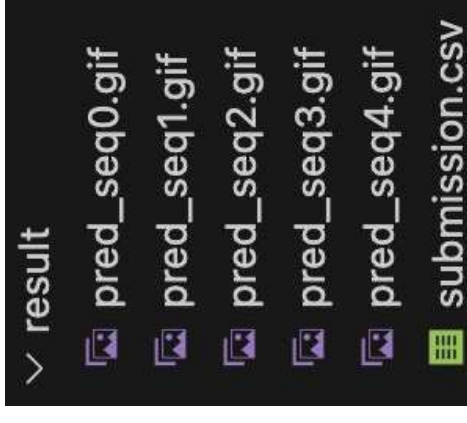 result
pred_seq0.gif
pred_seq1.gif
pred_seq2.gif
pred_seq3.gif
pred_seq4.gif
submission.csv